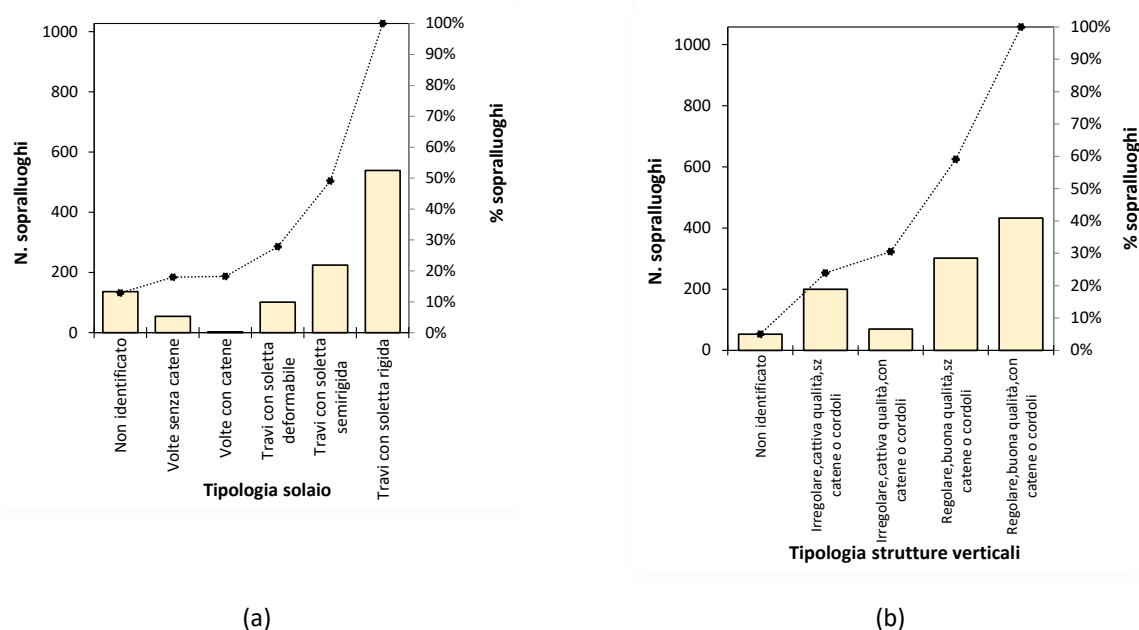 1000
800
600
400
200
0
N. sopralluoghi
100%
90%
80%
70%
60%
50%
40%
30%
20%
10%
0%
% sopralluoghi
Non identificato
Volte senza catene
Volte con catene
Travi con soletta
deformabile
Travi con soletta
semirigida
Travi con soletta rigida
Tipologia solaio
(a)
1000
800
600
400
200
0
N. sopralluoghi
100%
90%
80%
70%
60%
50%
40%
30%
20%
10%
0%
% sopralluoghi
Non identificato
Irregolare,cattiva qualità,sz
catene o cordoli
Irregolare,cattiva qualità,con
catene o cordoli
Regolare,buona qualità,sz
catene o cordoli
Regolare,buona qualità,con
catene o cordoli
Tipologia strutture verticali
(b)